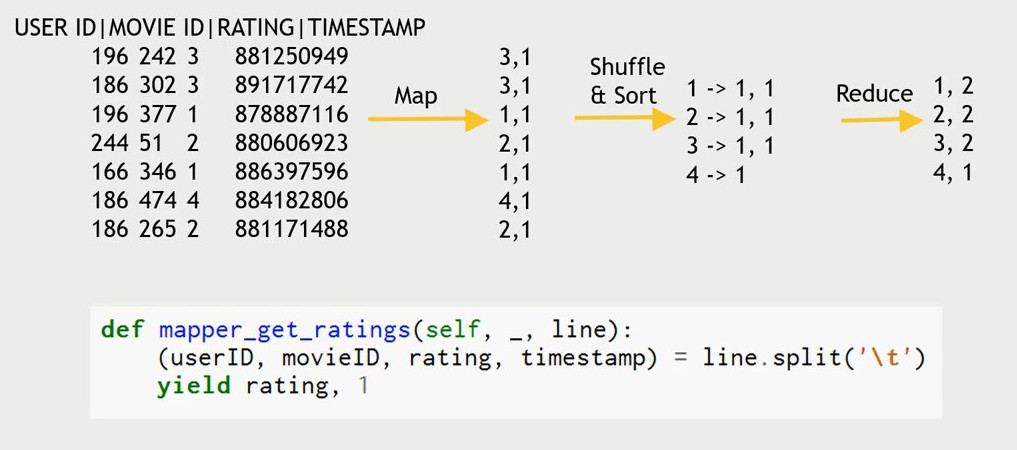 USER ID|MOVIE ID|RATING|TIMESTAMP
196 242 3 881250949
186 302 3 891717742
196 377 1 878887116
244 51 2 880606923
166 346 1 886397596
186 474 4 884182806
186 265 2 881171488
Map
3,1
3,1
1,1
2,1
1,1
4,1
2,1
Shuffle
& Sort
1 -> 1, 1
2 -> 1, 1
3 -> 1, 1
4 -> 1
Reduce
1, 2
2, 2
3, 2
4, 1
def mapper_get_ratings(self, _, line):
    (userID, movieID, rating, timestamp) = line.split('\t')
    yield rating, 1